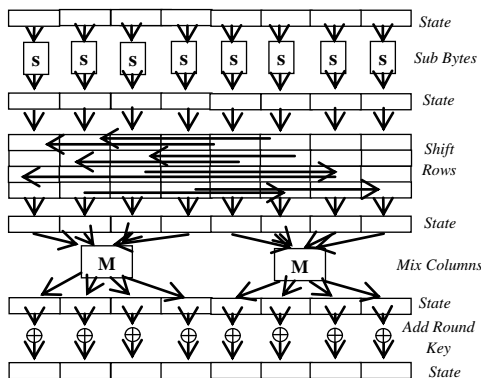 State
S S S S S S S S
Sub Bytes
State
Shift
Rows
State
M M
Mix Columns
State
Add Round
Key
State